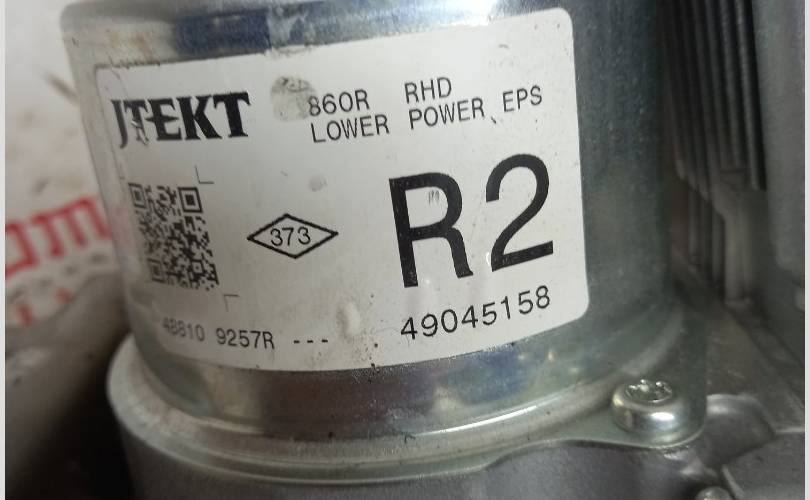 JTEKT
860R RHD
LOWER POWER EPS
R2
373
48810 9257R ---
49045158